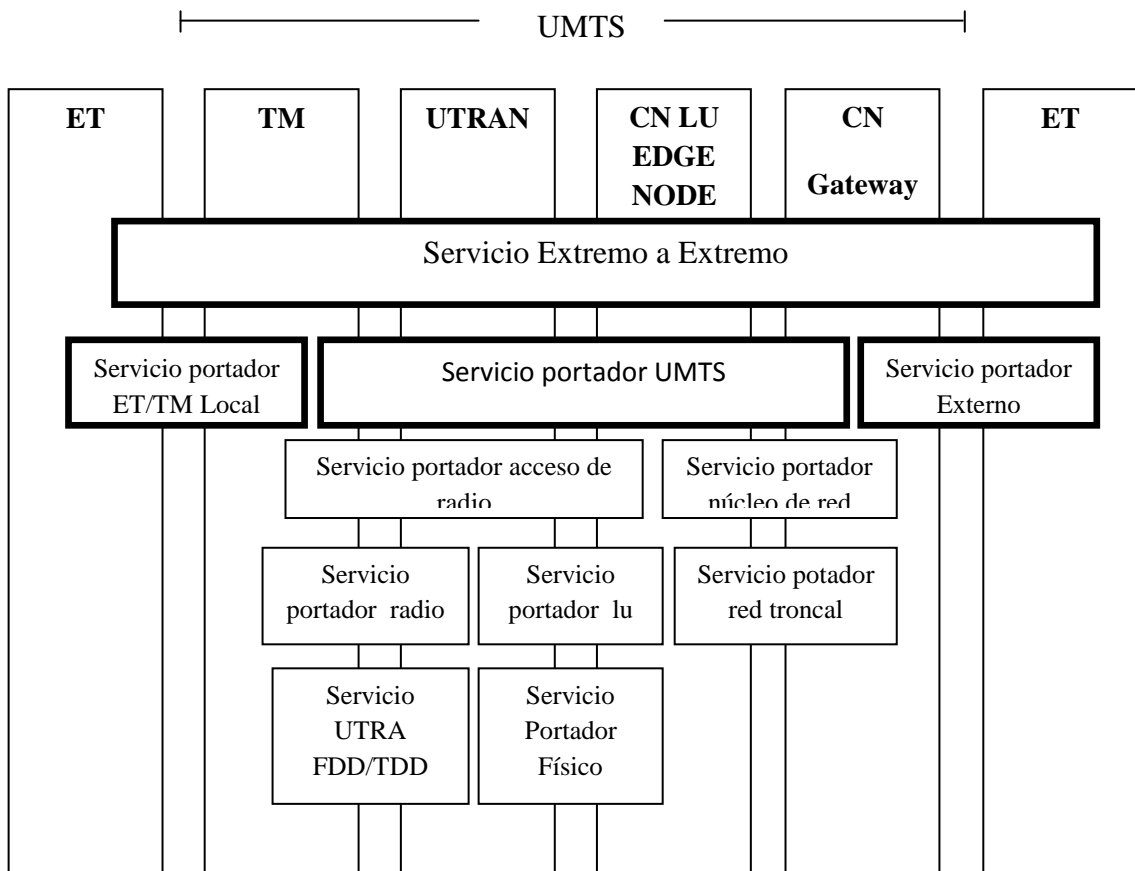 UMTS
ET
TM
UTRAN
CN LU
EDGE
NODE
CN
Gateway
ET
Servicio Extremo a Extremo
Servicio portador
ET/TM Local
Servicio portador UMTS
Servicio portador
Externo
Servicio portador acceso de
radio
Servicio portador
núcleo de red
Servicio
portador radio
Servicio
portador lu
Servicio potador
red troncal
Servicio
UTRA
FDD/TDD
Servicio
Portador
Físico